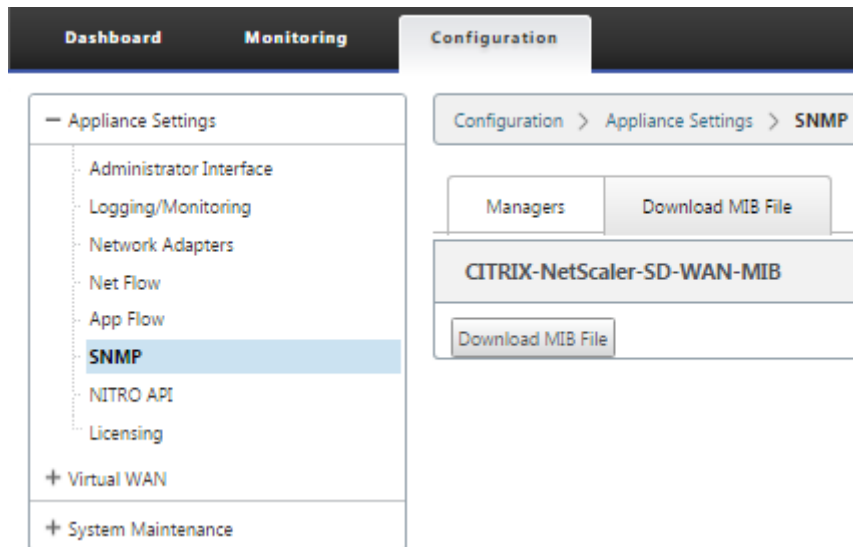 Dashboard Monitoring Configuration
Appliance Settings
Administrator Interface
Logging/Monitoring
Network Adapters
Net Flow
App Flow
SNMP
NITRO API
Licensing
Virtual WAN
System Maintenance
Configuration > Appliance Settings > SNMP
Managers Download MIB File
CITRIX-NetScaler-SD-WAN-MIB
Download MIB File